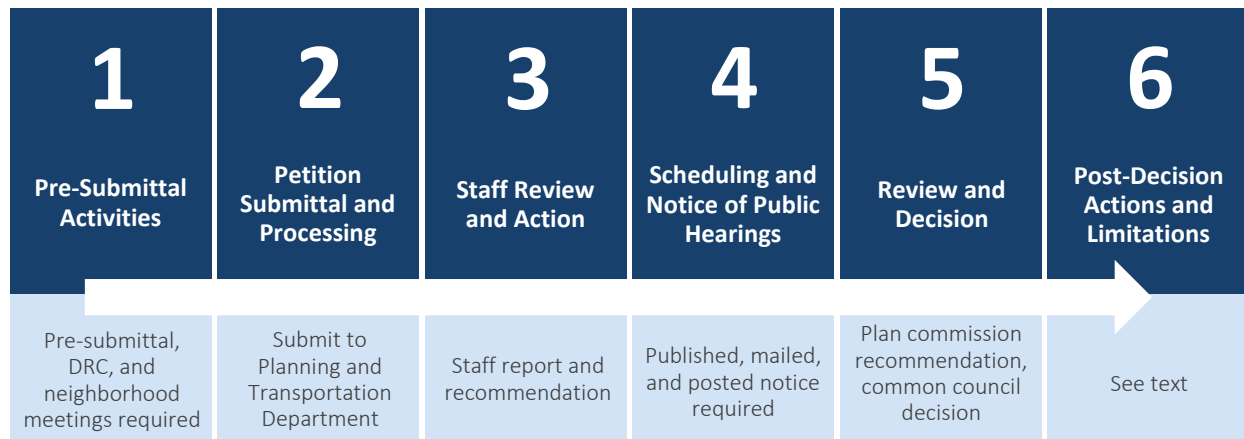 1
Pre-Submittal
Activities
Pre-submittal,
DRC, and
neighborhood
meetings required
2
Petition
Submittal and
Processing
Submit to
Planning and
Transportation
Department
3
Staff Review
and Action
Staff report and
recommendation
4
Scheduling and
Notice of Public
Hearings
Published, mailed,
and posted notice
required
5
Review and
Decision
Plan commission
recommendation,
common council
decision
6
Post-Decision
Actions and
Limitations
See text